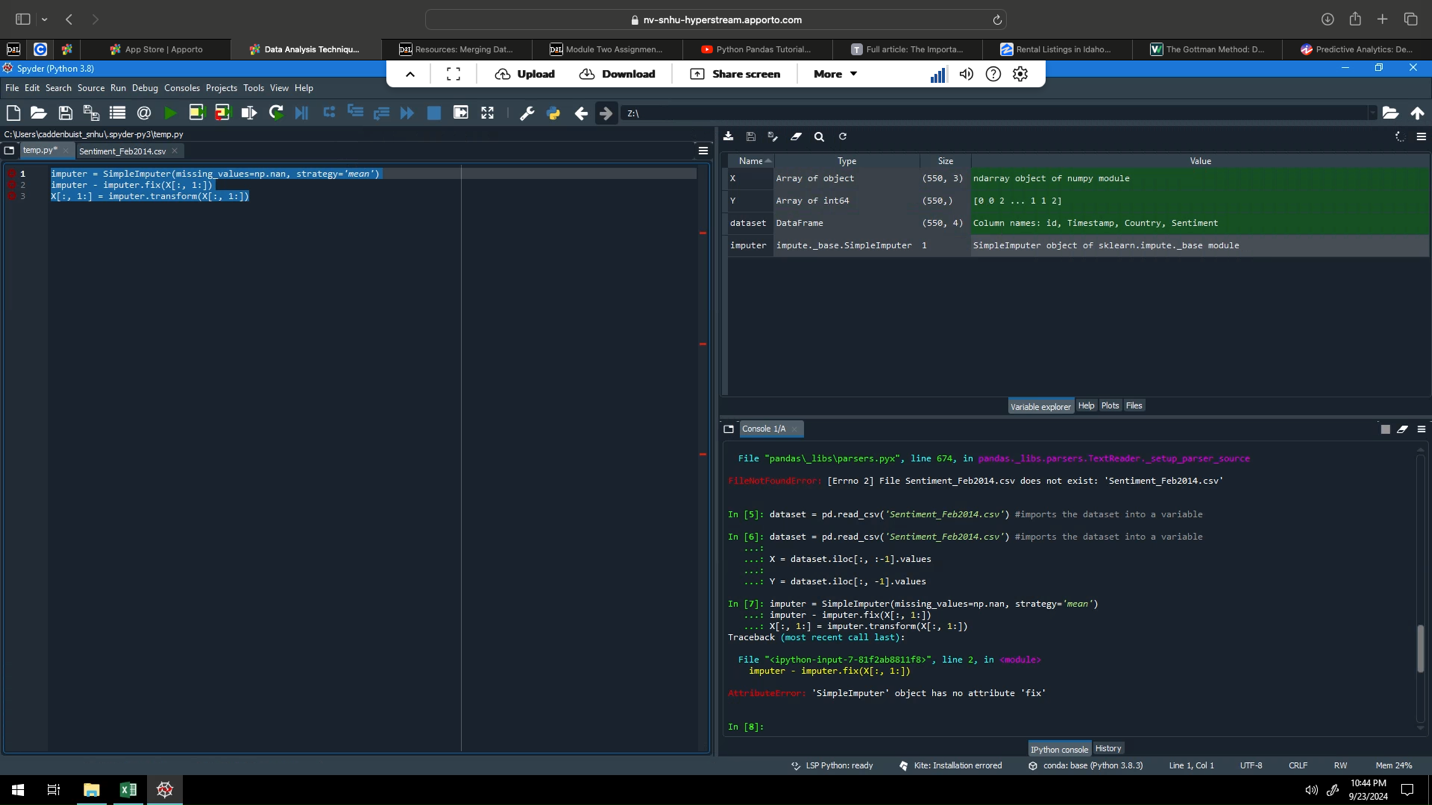 nv-snhu-hyperstream.apporto.com
D2L
C
App Store | Apporto
Data Analysis Techniqu...
D2L Resources: Merging Dat...
D2L Module Two Assignmen...
Python Pandas Tutorial...
T Full article: The Importa...
Rental Listings in Idaho...
W The Gottman Method: D...
Predictive Analytics: De...
Spyder (Python 3.8)
Upload
Download
Share screen
More
File Edit Search Source Run Debug Consoles Projects Tools View Help
Z:\
C:\Users\caddenbuist_snhu\.spyder-py3\temp.py
temp.py*
Sentiment_Feb2014.csv
1 imputer = SimpleImputer(missing_values=np.nan, strategy='mean')
2 imputer - imputer.fix(X[:, 1:])
3 X[:, 1:] = imputer.transform(X[:, 1:])
Name Type Size Value
X Array of object (550, 3) ndarray object of numpy module
Y Array of int64 (550,) [0 0 2 ... 1 1 2]
dataset DataFrame (550, 4) Column names: id, Timestamp, Country, Sentiment
imputer impute._base.SimpleImputer 1 SimpleImputer object of sklearn.impute._base module
Variable explorer Help Plots Files
Console 1/A
File "pandas\_libs\parsers.pyx", line 674, in pandas._libs.parsers.TextReader._setup_parser_source
FileNotFoundError: [Errno 2] File Sentiment_Feb2014.csv does not exist: 'Sentiment_Feb2014.csv'
In [5]: dataset = pd.read_csv('Sentiment_Feb2014.csv') #imports the dataset into a variable
In [6]: dataset = pd.read_csv('Sentiment_Feb2014.csv') #imports the dataset into a variable
...:
...: X = dataset.iloc[:, :-1].values
...:
...: Y = dataset.iloc[:, -1].values
In [7]: imputer = SimpleImputer(missing_values=np.nan, strategy='mean')
...: imputer - imputer.fix(X[:, 1:])
...: X[:, 1:] = imputer.transform(X[:, 1:])
Traceback (most recent call last):
File "<ipython-input-7-81f2ab8811f8>", line 2, in <module>
imputer - imputer.fix(X[:, 1:])
AttributeError: 'SimpleImputer' object has no attribute 'fix'
In [8]:
IPython console History
LSP Python: ready Kite: Installation errored conda: base (Python 3.8.3) Line 1, Col 1 UTF-8 CRLF RW Mem 24%
10:44 PM
9/23/2024